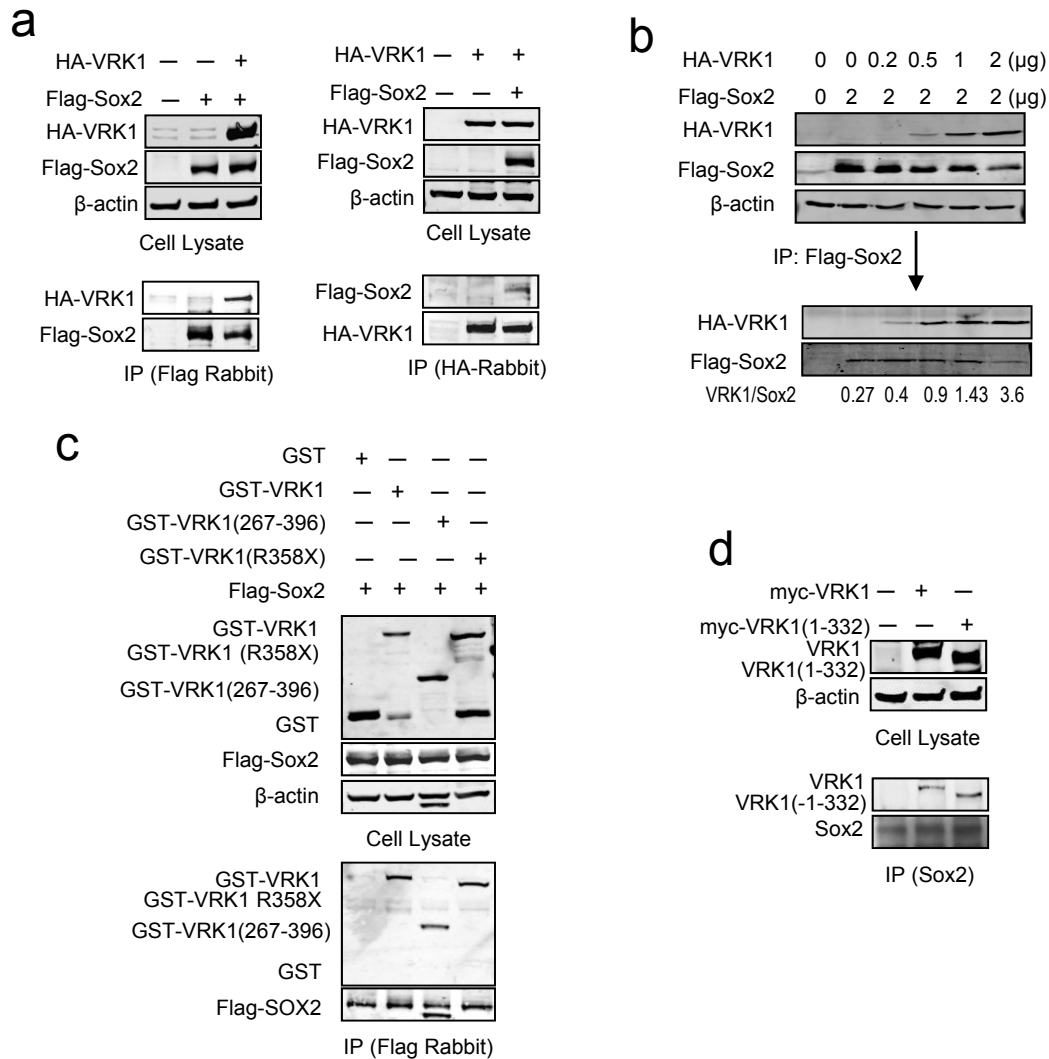 a
HA-VRK1 — — +
Flag-Sox2 — + +
HA-VRK1
Flag-Sox2
β-actin
Cell Lysate
HA-VRK1
Flag-Sox2
IP (Flag Rabbit)
HA-VRK1 — + +
Flag-Sox2 — — +
HA-VRK1
Flag-Sox2
β-actin
Cell Lysate
Flag-Sox2
HA-VRK1
IP (HA-Rabbit)
b
HA-VRK1 0 0 0.2 0.5 1 2 (µg)
Flag-Sox2 0 2 2 2 2 2 (µg)
HA-VRK1
Flag-Sox2
β-actin
IP: Flag-Sox2
HA-VRK1
Flag-Sox2
VRK1/Sox2 0.27 0.4 0.9 1.43 3.6
c
GST + — — —
GST-VRK1 — + — —
GST-VRK1(267-396) — — + —
GST-VRK1(R358X) — — — +
Flag-Sox2 + + + +
GST-VRK1
GST-VRK1 (R358X)
GST-VRK1(267-396)
GST
Flag-Sox2
β-actin
Cell Lysate
GST-VRK1
GST-VRK1 R358X
GST-VRK1(267-396)
GST
Flag-SOX2
IP (Flag Rabbit)
d
myc-VRK1 — + —
myc-VRK1(1-332) — — +
VRK1
VRK1(1-332)
β-actin
Cell Lysate
VRK1
VRK1(-1-332)
Sox2
IP (Sox2)